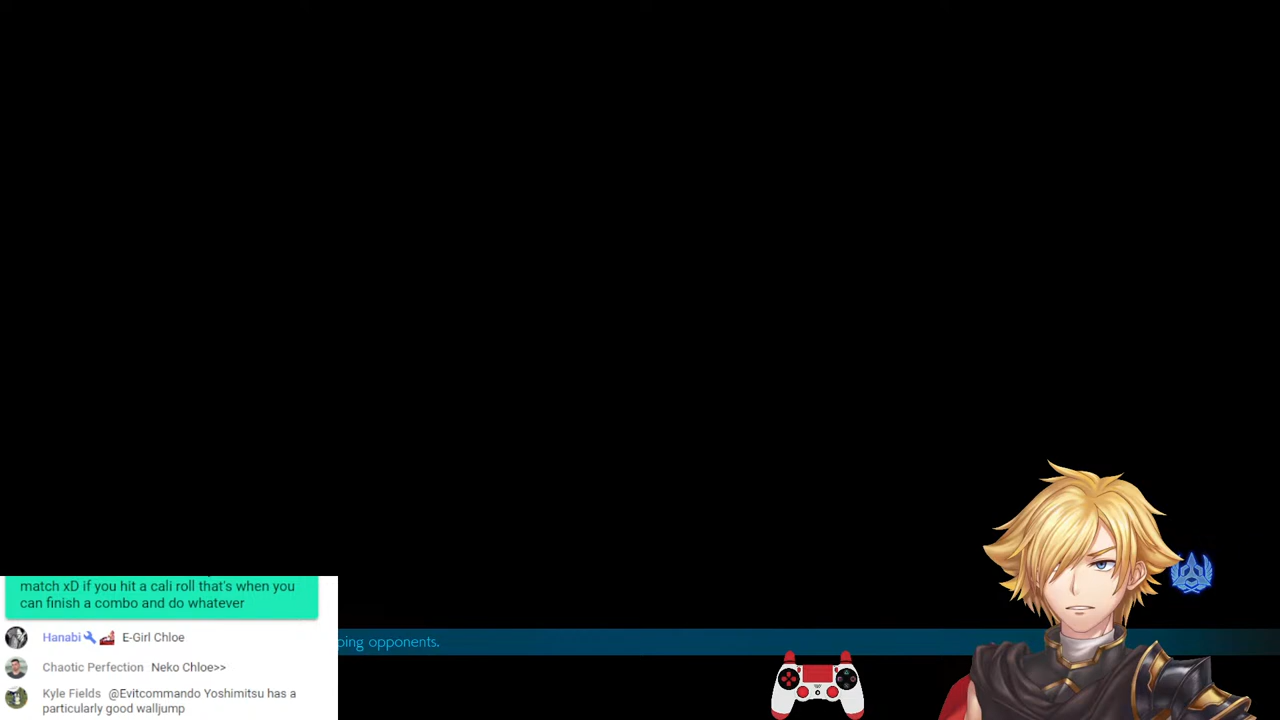 match xD if you hit a cali roll that's when you
can finish a combo and do whatever
Hanabi E-Girl Chloe
Chaotic Perfection Neko Chloe>>
Kyle Fields @Evitcommando Yoshimitsu has a
particularly good walljump
ping opponents.